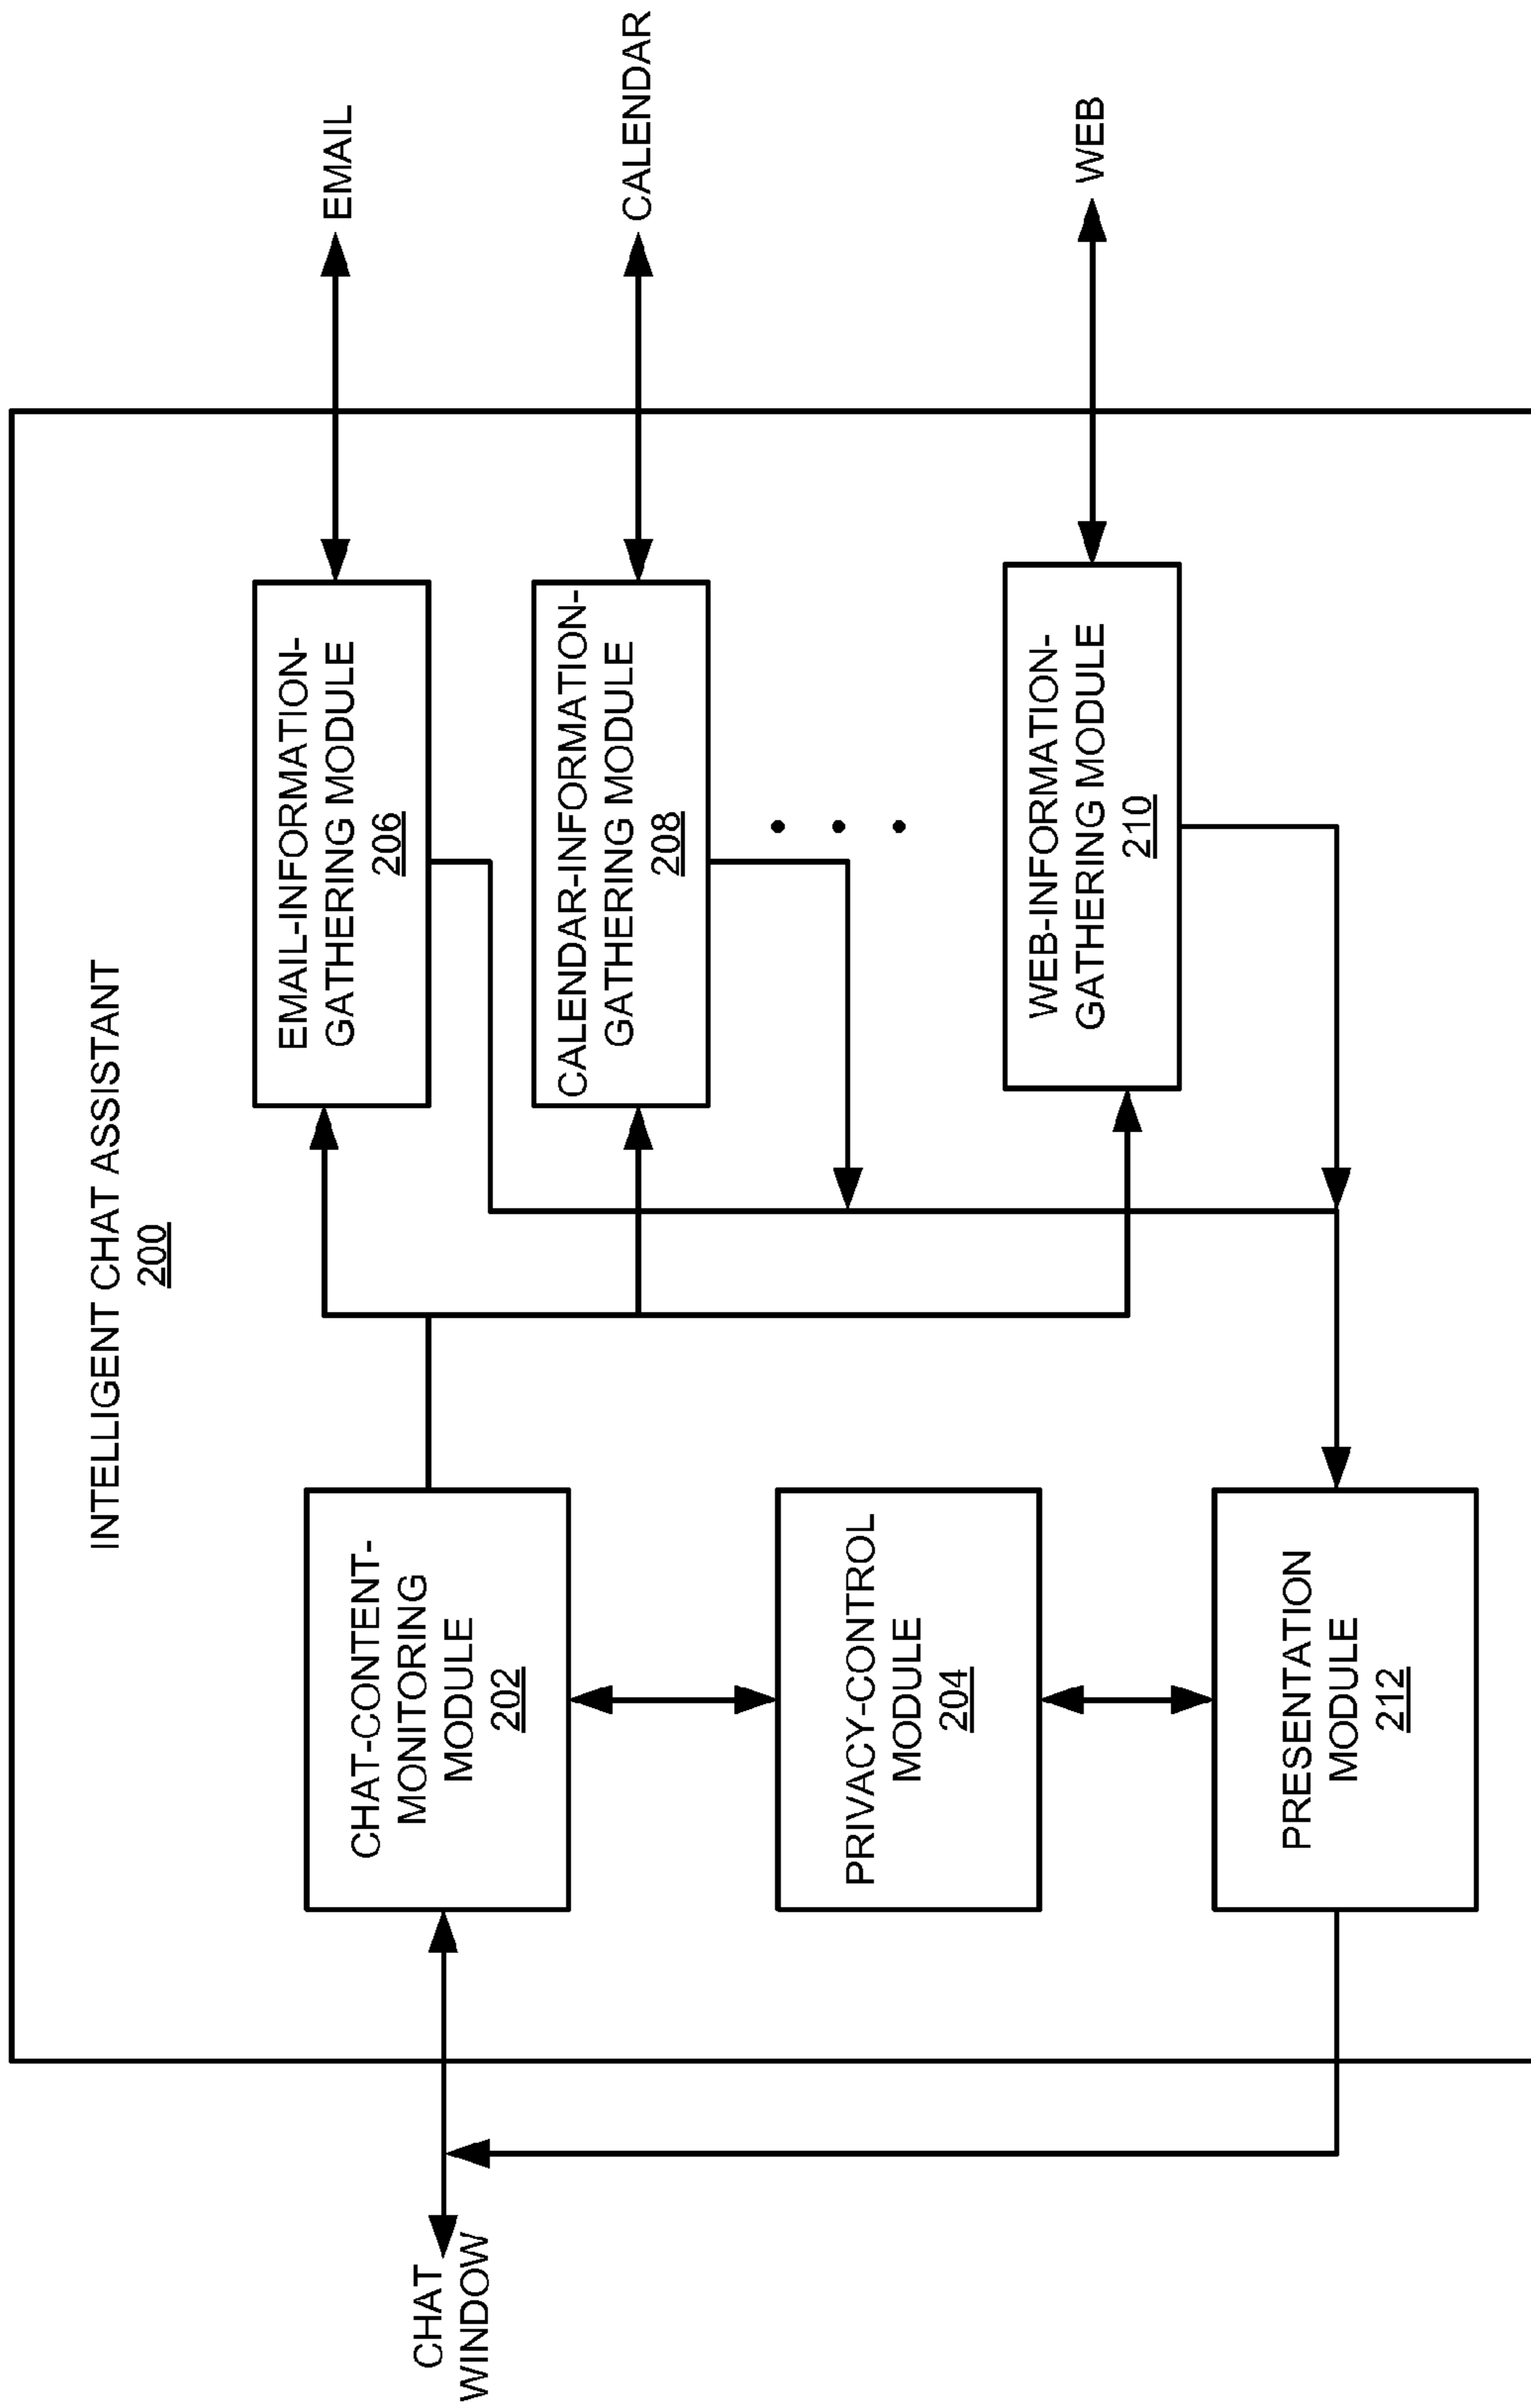 INTELLIGENT CHAT ASSISTANT
200
CHAT
WINDOW
CHAT-CONTENT-
MONITORING
MODULE
202
EMAIL-INFORMATION-
GATHERING MODULE
206
EMAIL
CALENDAR-INFORMATION-
GATHERING MODULE
208
CALENDAR
PRIVACY-CONTROL
MODULE
204
WEB-INFORMATION-
GATHERING MODULE
210
WEB
PRESENTATION
MODULE
212